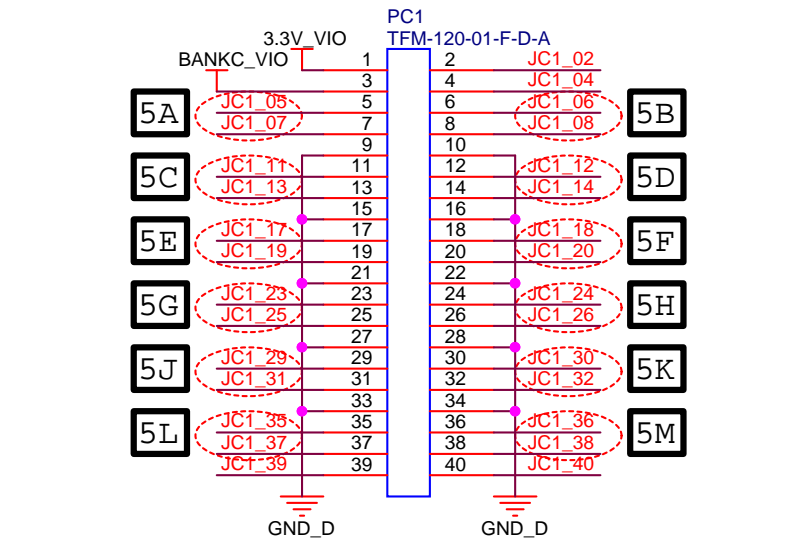 PC1
TFM-120-01-F-D-A
3.3V_VIO
BANKC_VIO
1 2 JC1_02
3 4 JC1_04
5A JC1_05 5 6 JC1_06 5B
JC1_07 7 8 JC1_08
9 10
5C JC1_11 11 12 JC1_12 5D
JC1_13 13 14 JC1_14
15 16
5E JC1_17 17 18 JC1_18 5F
JC1_19 19 20 JC1_20
21 22
5G JC1_23 23 24 JC1_24 5H
JC1_25 25 26 JC1_26
27 28
5J JC1_29 29 30 JC1_30 5K
JC1_31 31 32 JC1_32
33 34
5L JC1_35 35 36 JC1_36 5M
JC1_37 37 38 JC1_38
JC1_39 39 40 JC1_40
GND_D GND_D